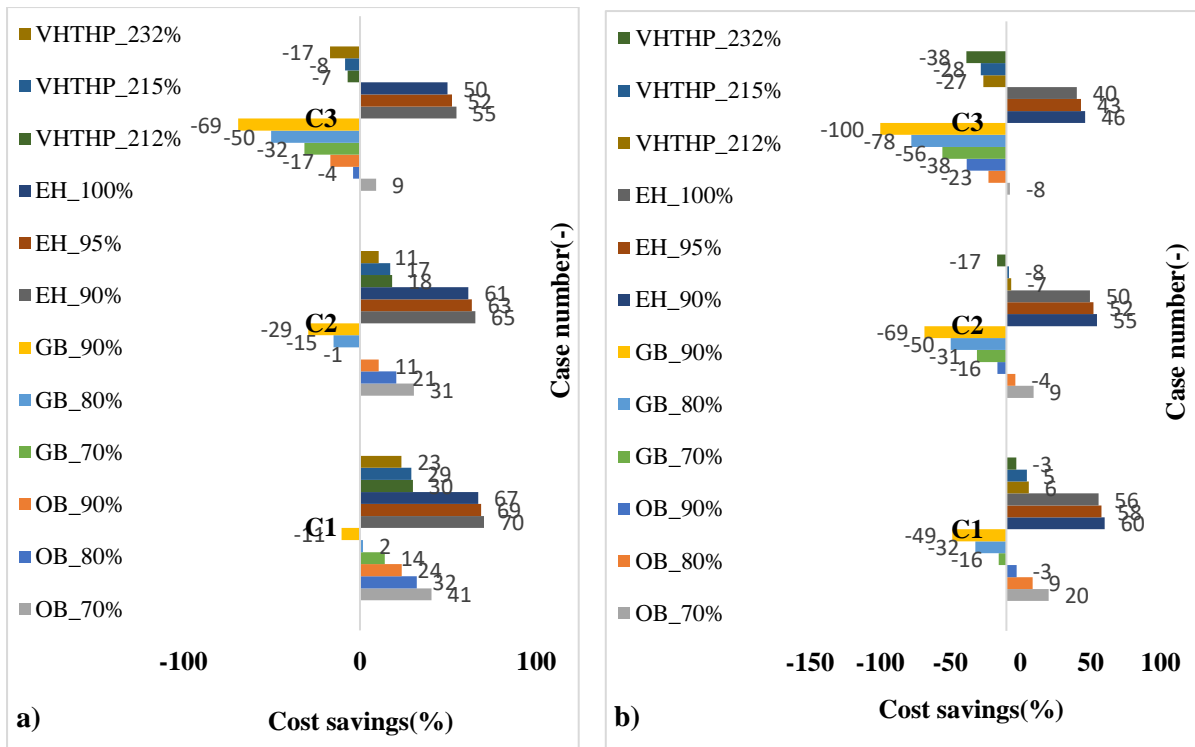 VHTHP_232%
VHTHP_215%
VHTHP_212%
EH_100%
EH_95%
EH_90%
GB_90%
GB_80%
GB_70%
OB_90%
OB_80%
OB_70%
-17
-8
-7
50
52
55
-69
C3
-50
-32
-17
-4
9
11
17
18
61
63
65
-29
C2
-15
-1
11
21
31
23
29
30
67
69
70
-11
C1
2
14
24
32
41
Case number(-)
-100
0
100
Cost savings(%)
a)
VHTHP_232%
VHTHP_215%
VHTHP_212%
EH_100%
EH_95%
EH_90%
GB_90%
GB_80%
GB_70%
OB_90%
OB_80%
OB_70%
-38
-28
-27
40
43
46
-100
C3
-78
-56
-38
-23
-8
-17
-8
-7
50
52
55
-69
C2
-50
-31
-16
-4
9
-3
5
6
56
58
60
-49
C1
-32
-16
-3
9
20
Case number(-)
-150
-100
-50
0
50
100
Cost savings(%)
b)